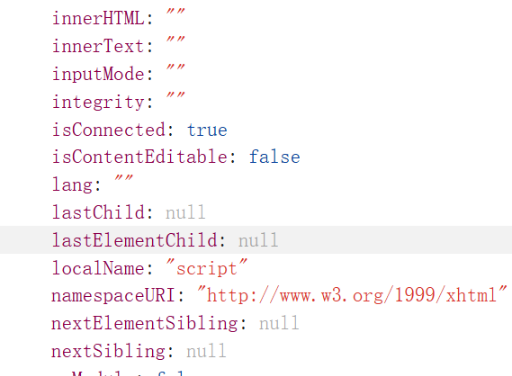 innerHTML: ""
innerText: ""
inputMode: ""
integrity: ""
isConnected: true
isContentEditable: false
lang: ""
lastChild: null
lastElementChild: null
localName: "script"
namespaceURI: "http://www.w3.org/1999/xhtml"
nextElementSibling: null
nextSibling: null